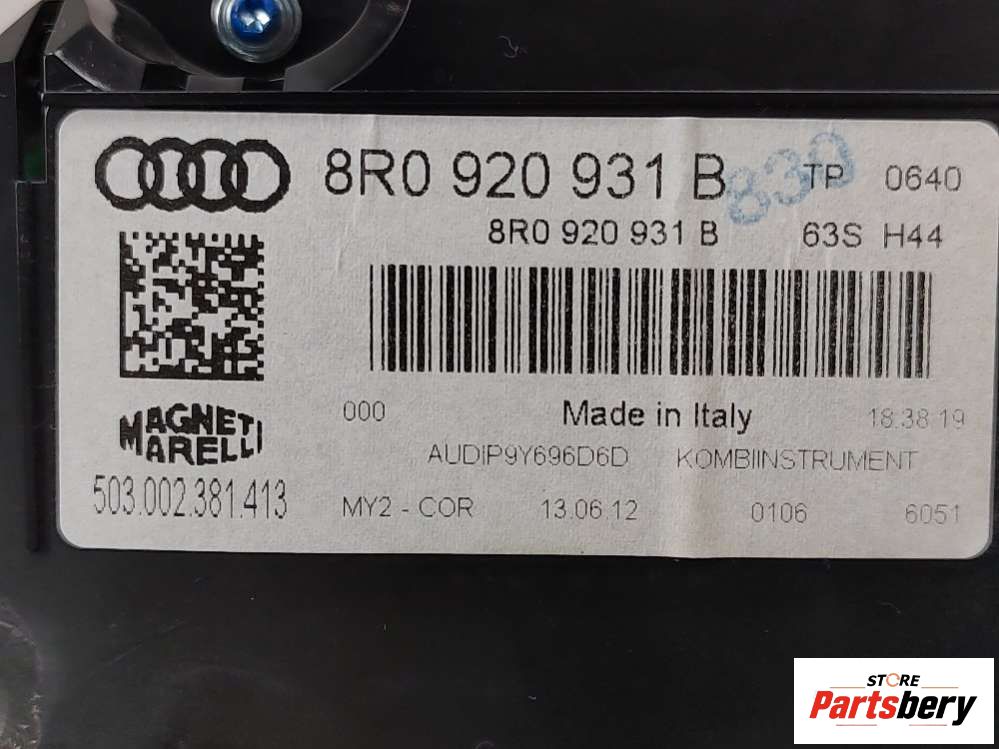 8R0 920 931 B TP 0640
8R0 920 931 B 63S H44
830
MAGNETI
MARELLI
000 Made in Italy 18:38:19
AUDIP9Y696D6D KOMBIINSTRUMENT
503.002.381.413
MY2 - COR 13.06.12 0106 6051
STORE
Partsbery